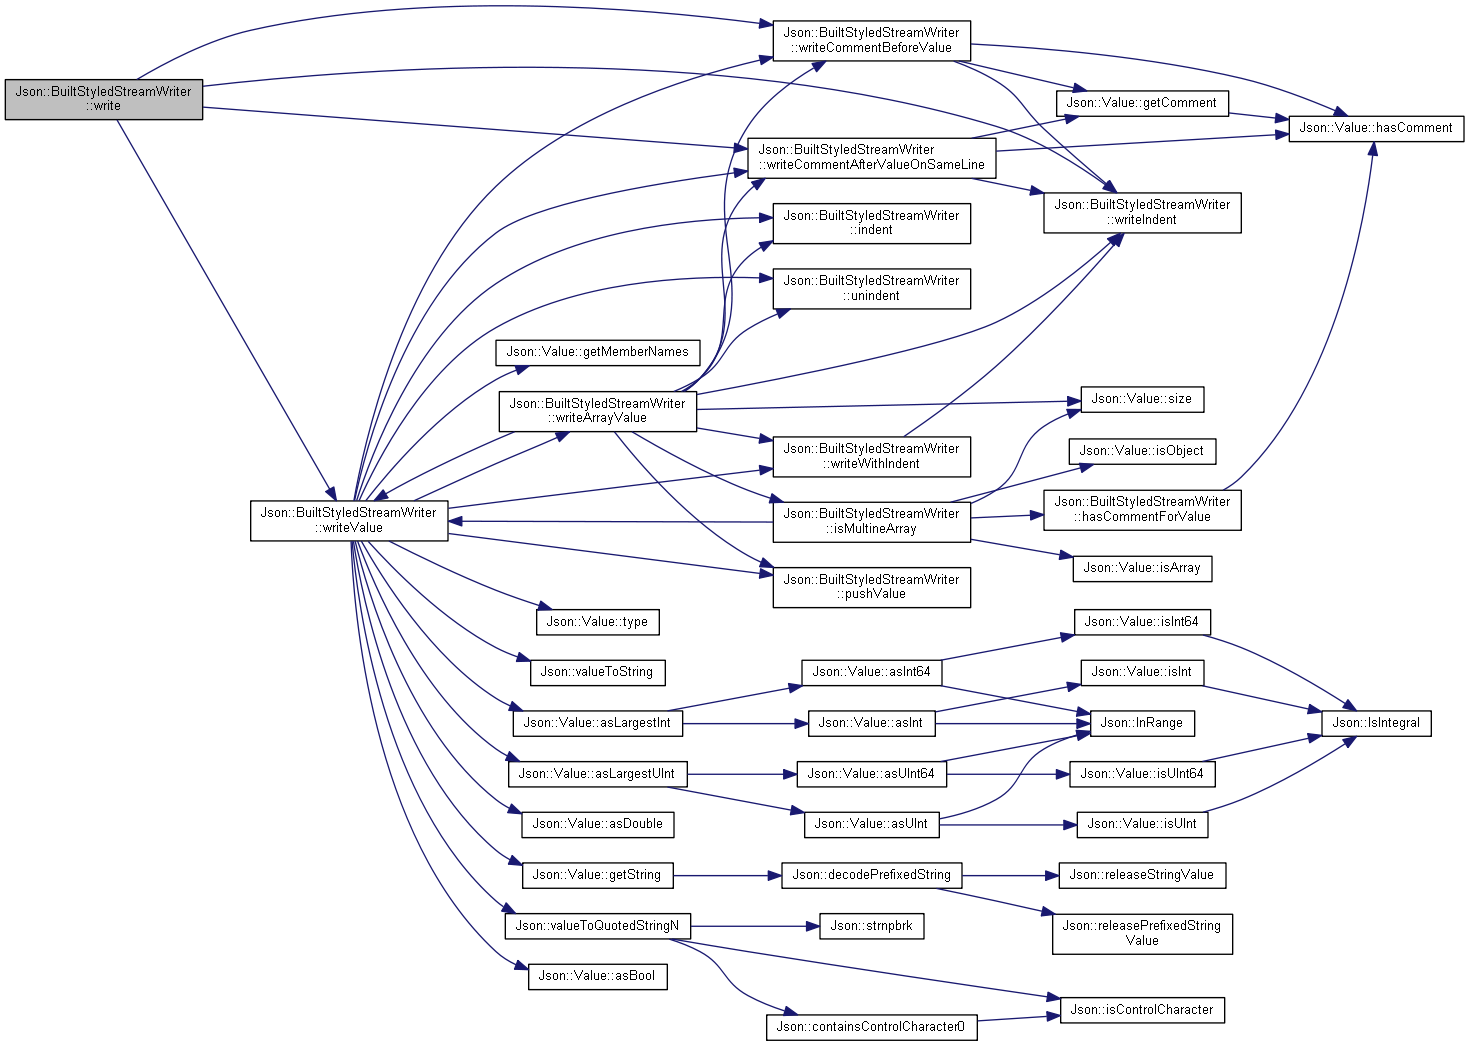 Json::BuiltStyledStreamWriter
::write
Json::BuiltStyledStreamWriter
::writeCommentBeforeValue
Json::Value::getComment
Json::Value::hasComment
Json::BuiltStyledStreamWriter
::writeCommentAfterValueOnSameLine
Json::BuiltStyledStreamWriter
::writeIndent
Json::BuiltStyledStreamWriter
::indent
Json::BuiltStyledStreamWriter
::unindent
Json::Value::getMemberNames
Json::BuiltStyledStreamWriter
::writeArrayValue
Json::Value::size
Json::BuiltStyledStreamWriter
::writeWithIndent
Json::Value::isObject
Json::BuiltStyledStreamWriter
::writeValue
Json::BuiltStyledStreamWriter
::isMultineArray
Json::BuiltStyledStreamWriter
::hasCommentForValue
Json::Value::isArray
Json::BuiltStyledStreamWriter
::pushValue
Json::Value::type
Json::Value::isInt64
Json::valueToString
Json::Value::asInt64
Json::Value::isInt
Json::Value::asLargestInt
Json::Value::asInt
Json::InRange
Json::IsIntegral
Json::Value::asLargestUInt
Json::Value::asUInt64
Json::Value::isUInt64
Json::Value::asDouble
Json::Value::asUInt
Json::Value::isUInt
Json::Value::getString
Json::decodePrefixedString
Json::releaseStringValue
Json::valueToQuotedStringN
Json::strnpbrk
Json::releasePrefixedString
Value
Json::Value::asBool
Json::isControlCharacter
Json::containsControlCharacter0